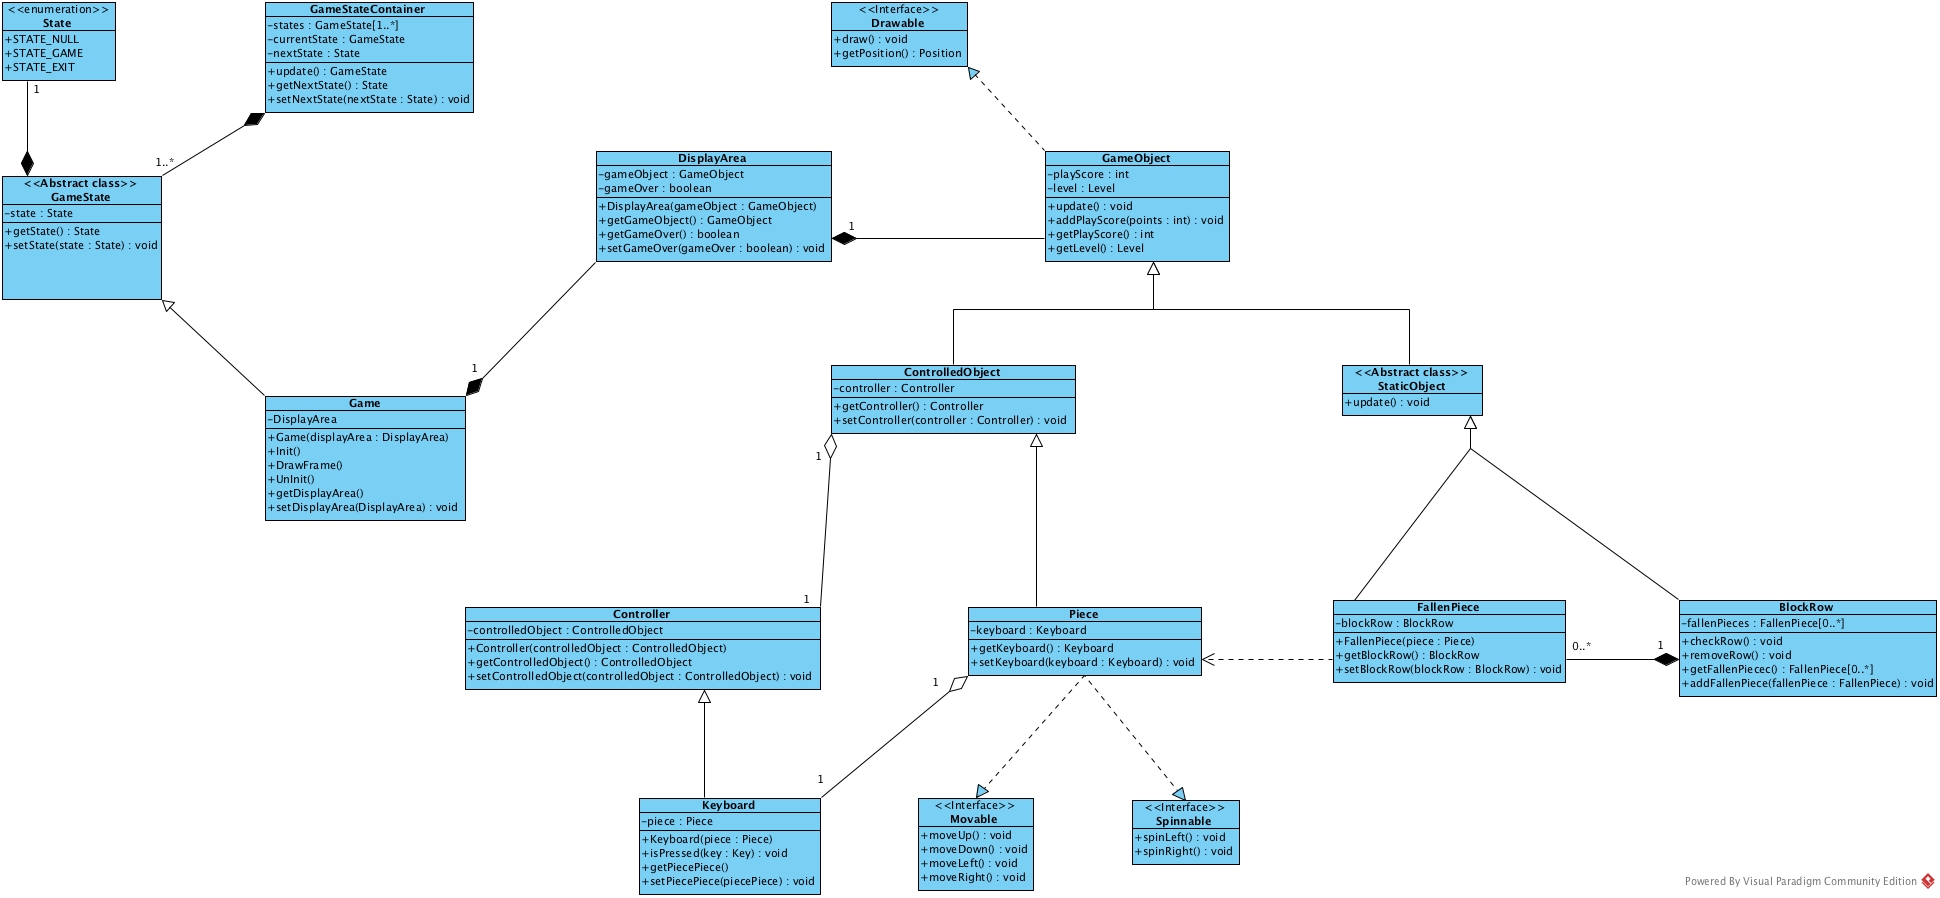 <<enumeration>>
State
+STATE_NULL
+STATE_GAME
+STATE_EXIT
1
GameStateContainer
-states : GameState[1..*]
-currentState : GameState
-nextState : State
+update() : GameState
+getNextState() : State
+setNextState(nextState : State) : void
1..*
<<Abstract class>>
GameState
-state : State
+getState() : State
+setState(state : State) : void
<<Interface>>
Drawable
+draw() : void
+getPosition() : Position
DisplayArea
-gameObject : GameObject
-gameOver : boolean
+DisplayArea(gameObject : GameObject)
+getGameObject() : GameObject
+getGameOver() : boolean
+setGameOver(gameOver : boolean) : void
1
GameObject
-playScore : int
-level : Level
+update() : void
+addPlayScore(points : int) : void
+getPlayScore() : int
+getLevel() : Level
1
Game
-DisplayArea
+Game(displayArea : DisplayArea)
+Init()
+DrawFrame()
+UnInit()
+getDisplayArea()
+setDisplayArea(DisplayArea) : void
ControlledObject
-controller : Controller
+getController() : Controller
+setController(controller : Controller) : void
1
1
<<Abstract class>>
StaticObject
+update() : void
Controller
-controlledObject : ControlledObject
+Controller(controlledObject : ControlledObject)
+getControlledObject() : ControlledObject
+setControlledObject(controlledObject : ControlledObject) : void
Piece
-keyboard : Keyboard
+getKeyboard() : Keyboard
+setKeyboard(keyboard : Keyboard) : void
1
1
FallenPiece
-blockRow : BlockRow
+FallenPiece(piece : Piece)
+getBlockRow() : BlockRow
+setBlockRow(blockRow : BlockRow) : void
0..*
1
BlockRow
-fallenPieces : FallenPiece[0..*]
+checkRow() : void
+removeRow() : void
+getFallenPiecec() : FallenPiece[0..*]
+addFallenPiece(fallenPiece : FallenPiece) : void
Keyboard
-piece : Piece
+Keyboard(piece : Piece)
+isPressed(key : Key) : void
+getPiecePiece()
+setPiecePiece(piecePiece) : void
<<Interface>>
Movable
+moveUp() : void
+moveDown() : void
+moveLeft() : void
+moveRight() : void
<<Interface>>
Spinnable
+spinLeft() : void
+spinRight() : void
Powered By Visual Paradigm Community Edition